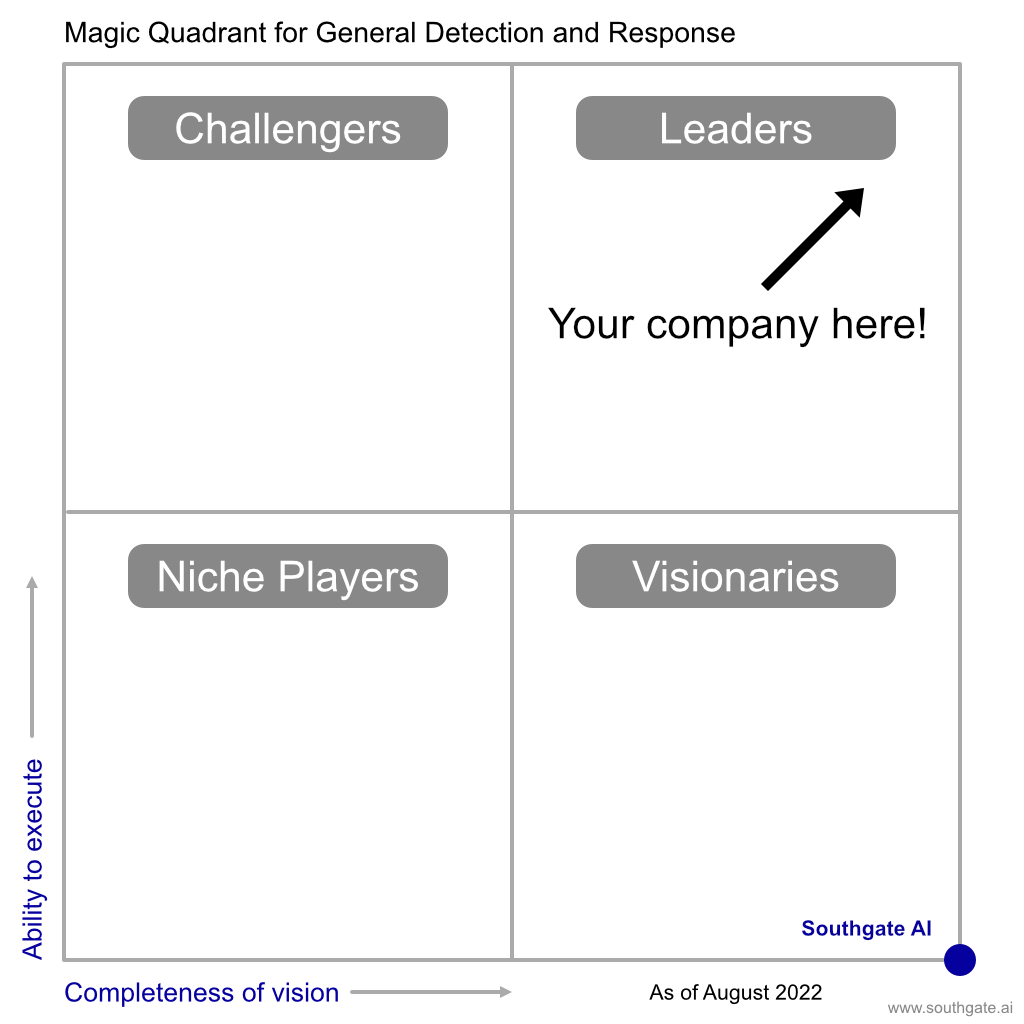 Magic Quadrant for General Detection and Response
Challengers
Leaders
Your company here!
Niche Players
Visionaries
Ability to execute
Southgate AI
Completeness of vision
As of August 2022
www.southgate.ai